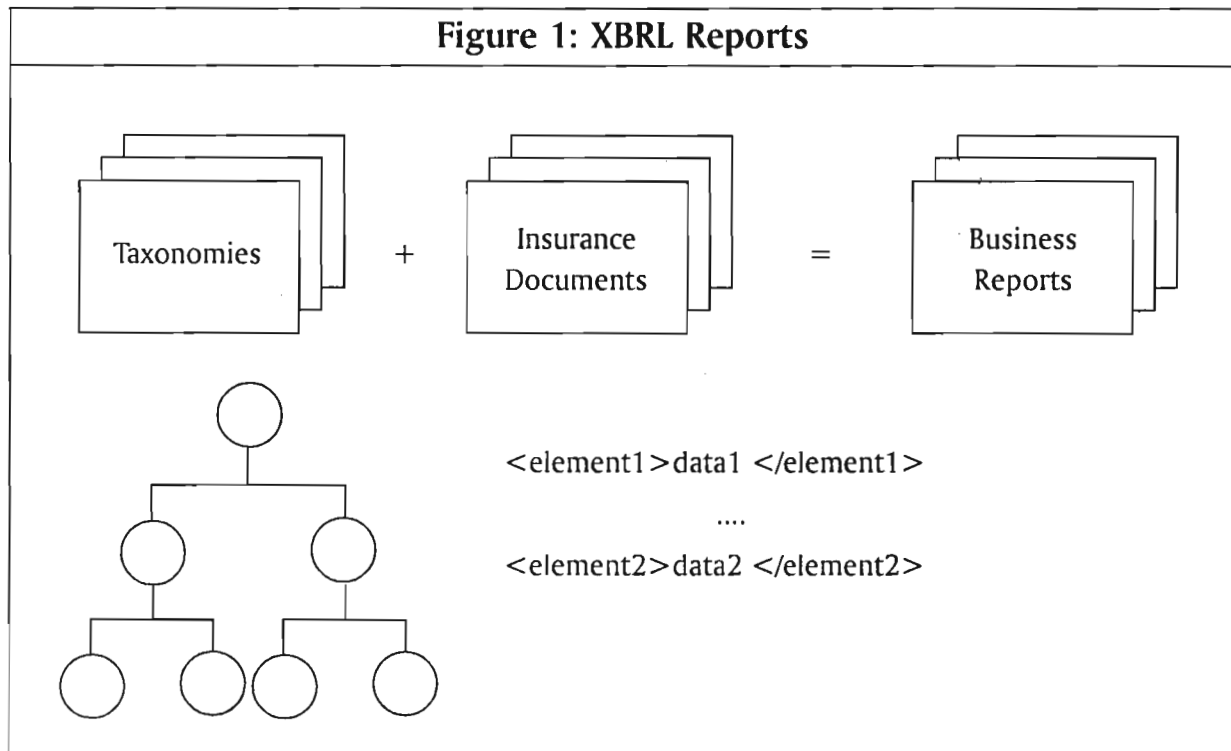 Figure 1: XBRL Reports
Taxonomies
+
Insurance
Documents
=
Business
Reports
<element1>data1 </element1>
....
<element2>data2 </element2>